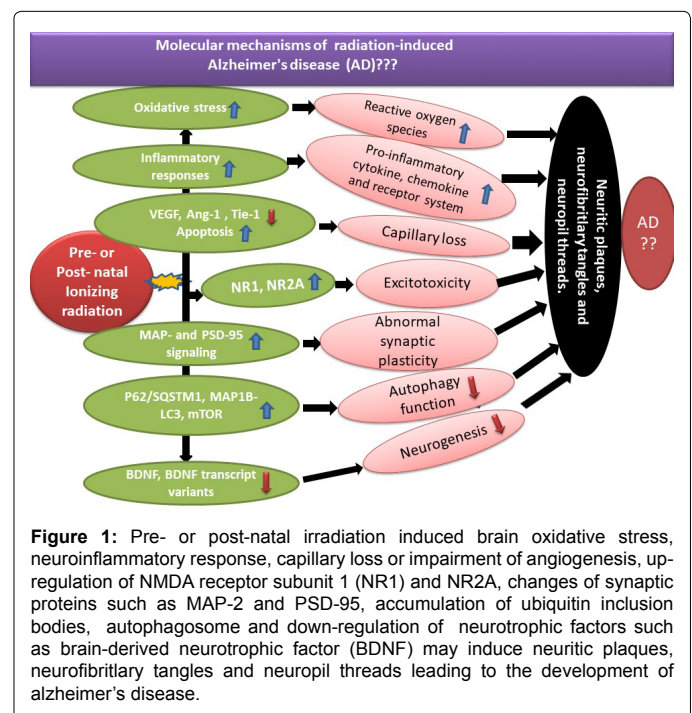 Molecular mechanisms of radiation-induced
Alzheimer's disease (AD)???
Oxidative stress
Reactive oxygen
species
Inflammatory
responses
Pro-inflammatory
cytokine, chemokine
and receptor system
VEGF, Ang-1 , Tie-1
Apoptosis
Capillary loss
Pre- or
Post- natal
Ionizing
radiation
NR1, NR2A
Excitotoxicity
MAP- and PSD-95
signaling
Abnormal
synaptic
plasticity
P62/SQSTM1, MAP1B-
LC3, mTOR
Autophagy
function
BDNF, BDNF transcript
variants
Neurogenesis
Neuritic plaques,
neurofibritlary tangles and
neuropil threads.
AD
??
Figure 1: Pre- or post-natal irradiation induced brain oxidative stress,
neuroinflammatory response, capillary loss or impairment of angiogenesis, up-
regulation of NMDA receptor subunit 1 (NR1) and NR2A, changes of synaptic
proteins such as MAP-2 and PSD-95, accumulation of ubiquitin inclusion
bodies, autophagosome and down-regulation of neurotrophic factors such
as brain-derived neurotrophic factor (BDNF) may induce neuritic plaques,
neurofibritlary tangles and neuropil threads leading to the development of
alzheimer's disease.